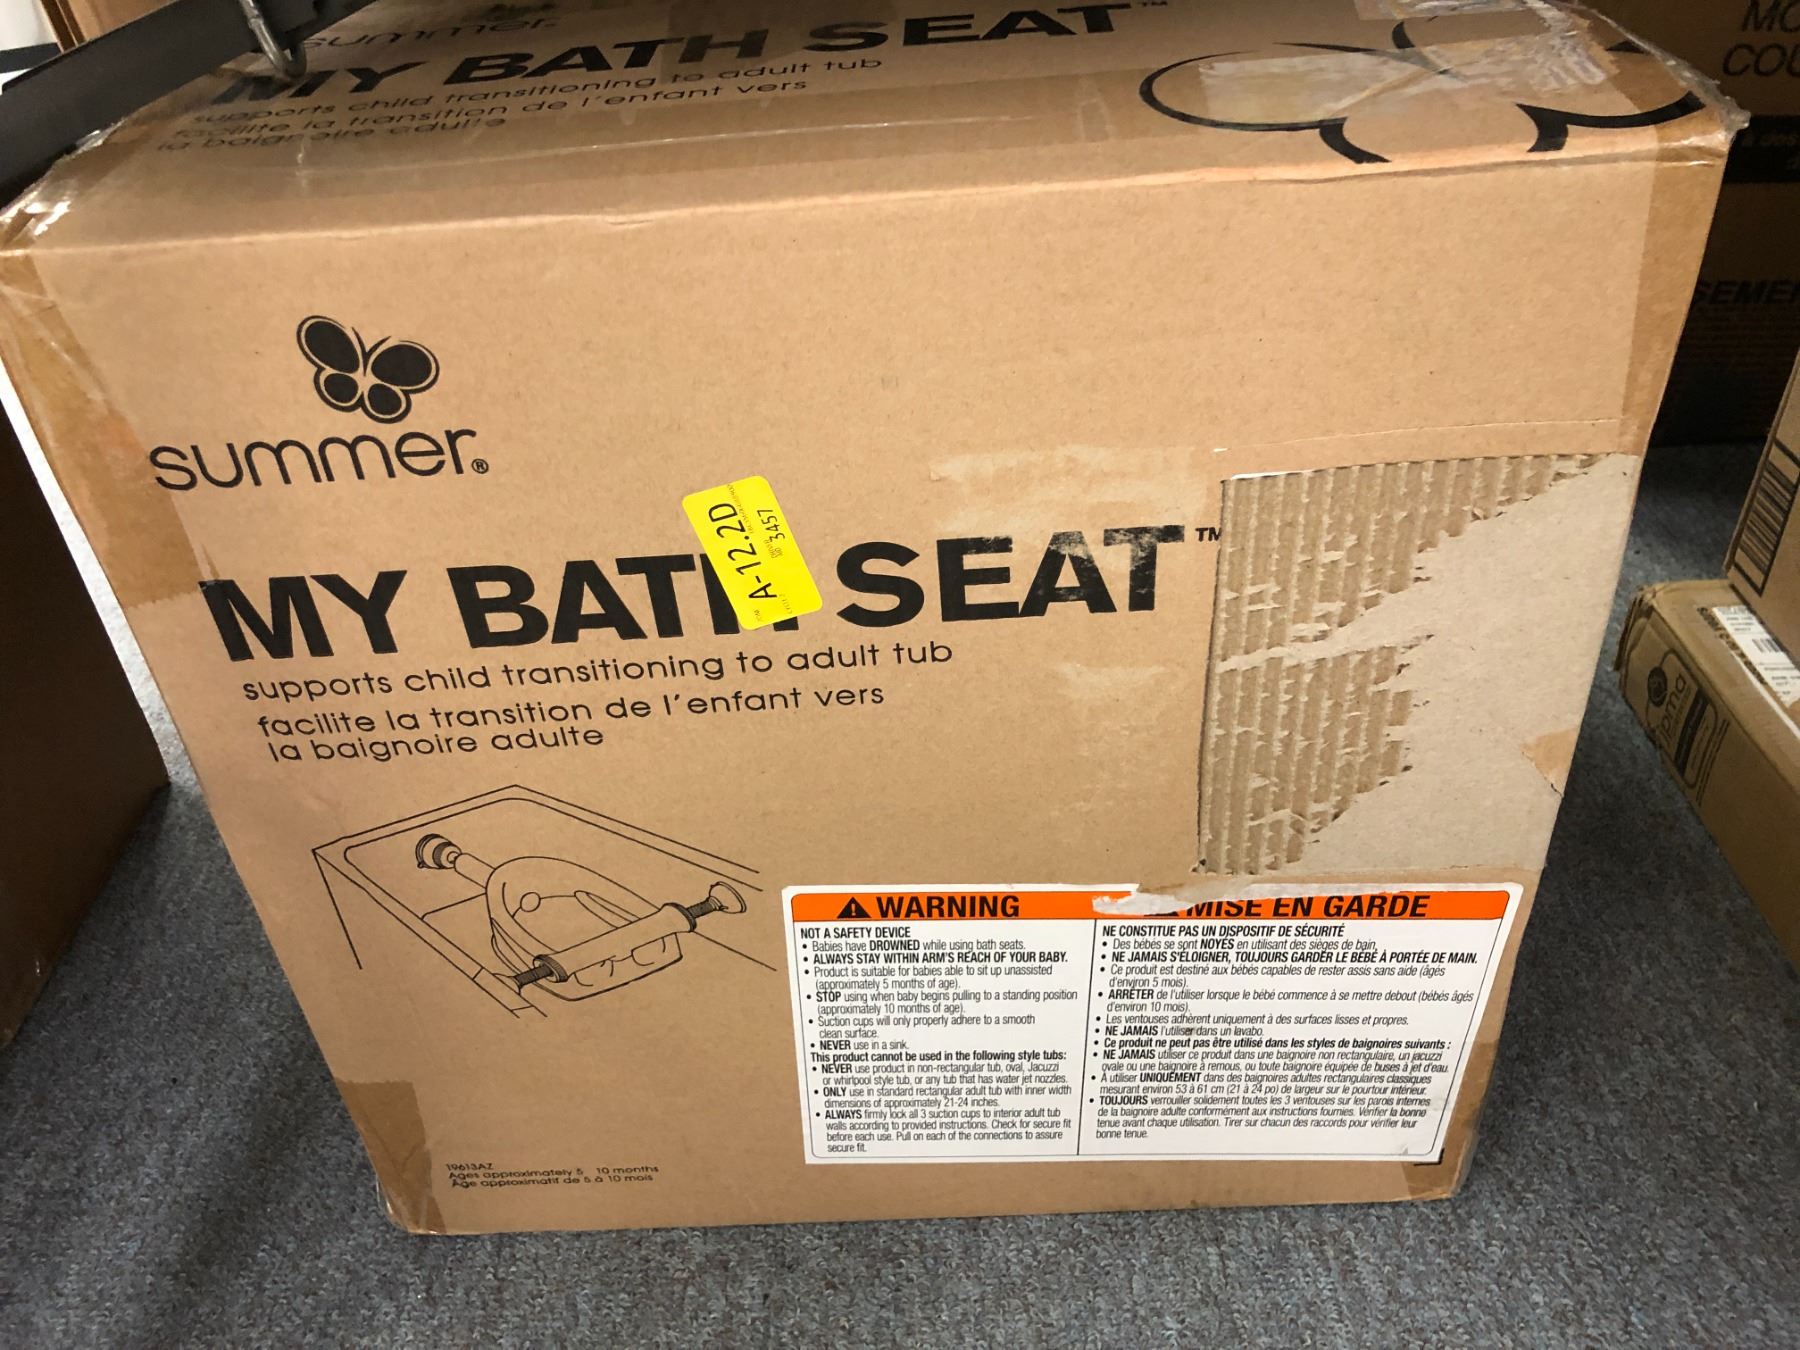 summer.
MY BATH SEAT™
supports child transitioning to adult tub
facilite la transition de l'enfant vers
la baignoire adulte
MO
COU
SEME
summer®
A-12.2D
3457
MY BAT SEAT™
supports child transitioning to adult tub
facilite la transition de l'enfant vers
la baignoire adulte
WARNING
NOT A SAFETY DEVICE
• Babies have DROWNED while using bath seats.
• ALWAYS STAY WITHIN ARM'S REACH OF YOUR BABY.
• Product is suitable for babies able to sit up unassisted
(approximately 5 months of age).
• STOP using when baby begins pulling to a standing position
(approximately 10 months of age).
• Suction cups will only properly adhere to a smooth
clean surface.
• NEVER use in a sink.
This product cannot be used in the following style tubs:
• NEVER use product in non-rectangular tub, oval, Jacuzzi
or whirlpool style tub, or any tub that has water jet nozzles.
• ONLY use in standard rectangular adult tub with inner width
dimensions of approximately 21-24 inches.
• ALWAYS firmly lock all 3 suction cups to interior adult tub
walls according to provided instructions. Check for secure fit
before each use. Pull on each of the connections to assure
secure fit.
MISE EN GARDE
NE CONSTITUE PAS UN DISPOSITIF DE SÉCURITÉ
• Des bébés se sont NOYÉS en utilisant des sièges de bain.
• NE JAMAIS S'ÉLOIGNER, TOUJOURS GARDER LE BÉBÉ À PORTÉE DE MAIN.
• Ce produit est destiné aux bébés capables de rester assis sans aide (âgés
d'environ 5 mois).
• ARRÊTER de l'utiliser lorsque le bébé commence à se mettre debout (bébés âgés
d'environ 10 mois).
• Les ventouses adhèrent uniquement à des surfaces lisses et propres.
• NE JAMAIS l'utiliser dans un lavabo.
• Ce produit ne peut pas être utilisé dans les styles de baignoires suivants :
• NE JAMAIS utiliser ce produit dans une baignoire non rectangulaire, un jacuzzi
ovale ou une baignoire à remous, ou toute baignoire équipée de buses à jet d'eau.
• À utiliser UNIQUEMENT dans des baignoires adultes rectangulaires classiques
mesurant environ 53 à 61 cm (21 à 24 po) de largeur sur le pourtour intérieur.
• TOUJOURS verrouiller solidement toutes les 3 ventouses sur les parois internes
de la baignoire adulte conformément aux instructions fournies. Vérifier la bonne
tenue avant chaque utilisation. Tirer sur chacun des raccords pour vérifier leur
bonne tenue.
19613AZ
Ages approximately 5 10 months
Âge approximatif de 5 à 10 mois